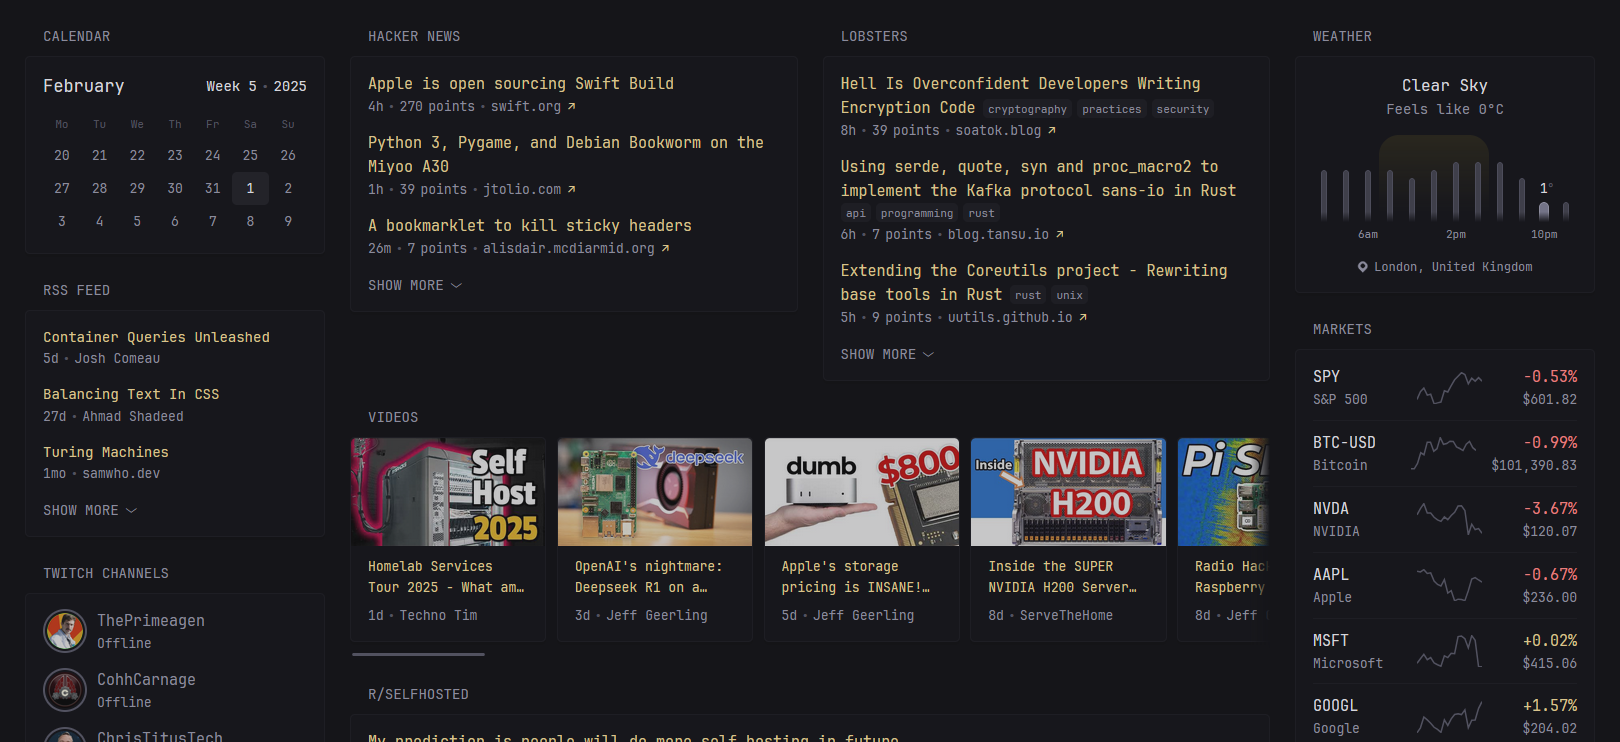 CALENDAR
February Week 5 • 2025
Mo Tu We Th Fr Sa Su
20 21 22 23 24 25 26
27 28 29 30 31 1 2
3 4 5 6 7 8 9
RSS FEED
Container Queries Unleashed
5d • Josh Comeau
Balancing Text In CSS
27d • Ahmad Shadeed
Turing Machines
1mo • samwho.dev
SHOW MORE
TWITCH CHANNELS
ThePrimeagen
Offline
CohhCarnage
Offline
ChrisTitusTech
HACKER NEWS
Apple is open sourcing Swift Build
4h • 270 points • swift.org
Python 3, Pygame, and Debian Bookworm on the
Miyoo A30
1h • 39 points • jtolio.com
A bookmarklet to kill sticky headers
26m • 7 points • alisdair.mcdiarmid.org
SHOW MORE
LOBSTERS
Hell Is Overconfident Developers Writing
Encryption Code cryptography practices security
8h • 39 points • soatok.blog
Using serde, quote, syn and proc_macro2 to
implement the Kafka protocol sans-io in Rust
api programming rust
6h • 7 points • blog.tansu.io
Extending the Coreutils project - Rewriting
base tools in Rust rust unix
5h • 9 points • uutils.github.io
SHOW MORE
VIDEOS
Self
Host
2025
Homelab Services
Tour 2025 - What am…
1d • Techno Tim
deepseek
OpenAI's nightmare:
Deepseek R1 on a…
3d • Jeff Geerling
dumb $800
Apple's storage
pricing is INSANE!…
5d • Jeff Geerling
Inside NVIDIA
H200
Inside the SUPER
NVIDIA H200 Server…
8d • ServeTheHome
Pi S
Radio Hac
Raspberry
8d • Jeff
R/SELFHOSTED
My prediction is people will do more self hosting in future
WEATHER
Clear Sky
Feels like 0°C
1°
6am 2pm 10pm
London, United Kingdom
MARKETS
SPY -0.53%
S&P 500 $601.82
BTC-USD -0.99%
Bitcoin $101,390.83
NVDA -3.67%
NVIDIA $120.07
AAPL -0.67%
Apple $236.00
MSFT +0.02%
Microsoft $415.06
GOOGL +1.57%
Google $204.02